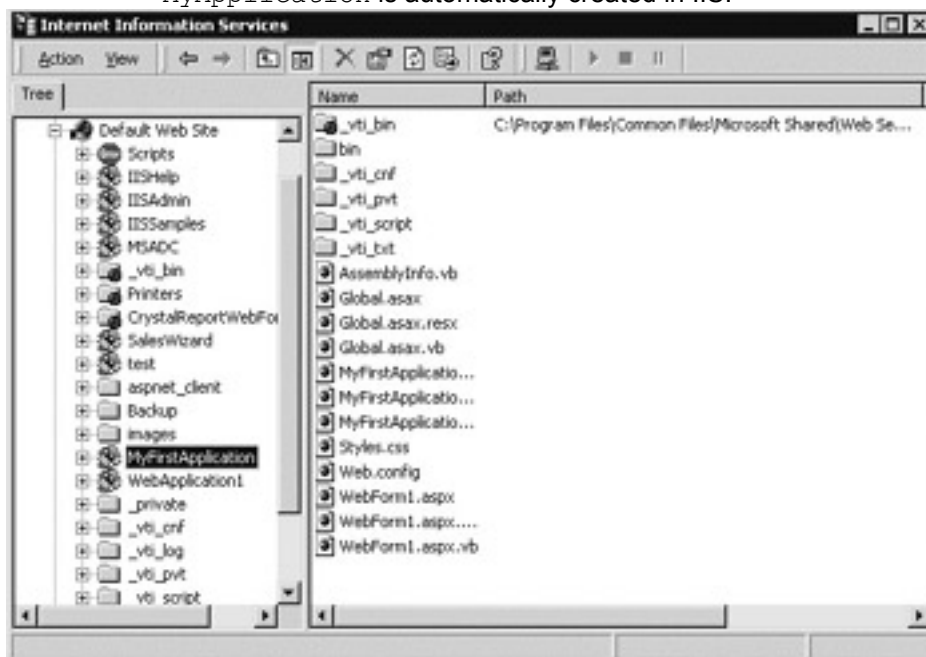 MyApplication is automatically created in IIS.
Internet Information Services
Action View
Tree
Name Path
Default Web Site
Scripts
IISHelp
IISAdmin
IISSamples
MSADC
_vti_bin
Printers
CrystalReportWebFor
SalesWizard
test
aspnet_client
Backup
images
MyFirstApplication
WebApplication1
_private
_vti_cnf
_vti_log
_vti_pvt
_vti_script
_vti_bin C:\Program Files\Common Files\Microsoft Shared\Web Se...
bin
_vti_cnf
_vti_pvt
_vti_script
_vti_txt
AssemblyInfo.vb
Global.asax
Global.asax.resx
Global.asax.vb
MyFirstApplicatio...
MyFirstApplicatio...
MyFirstApplicatio...
Styles.css
Web.config
WebForm1.aspx
WebForm1.aspx....
WebForm1.aspx.vb